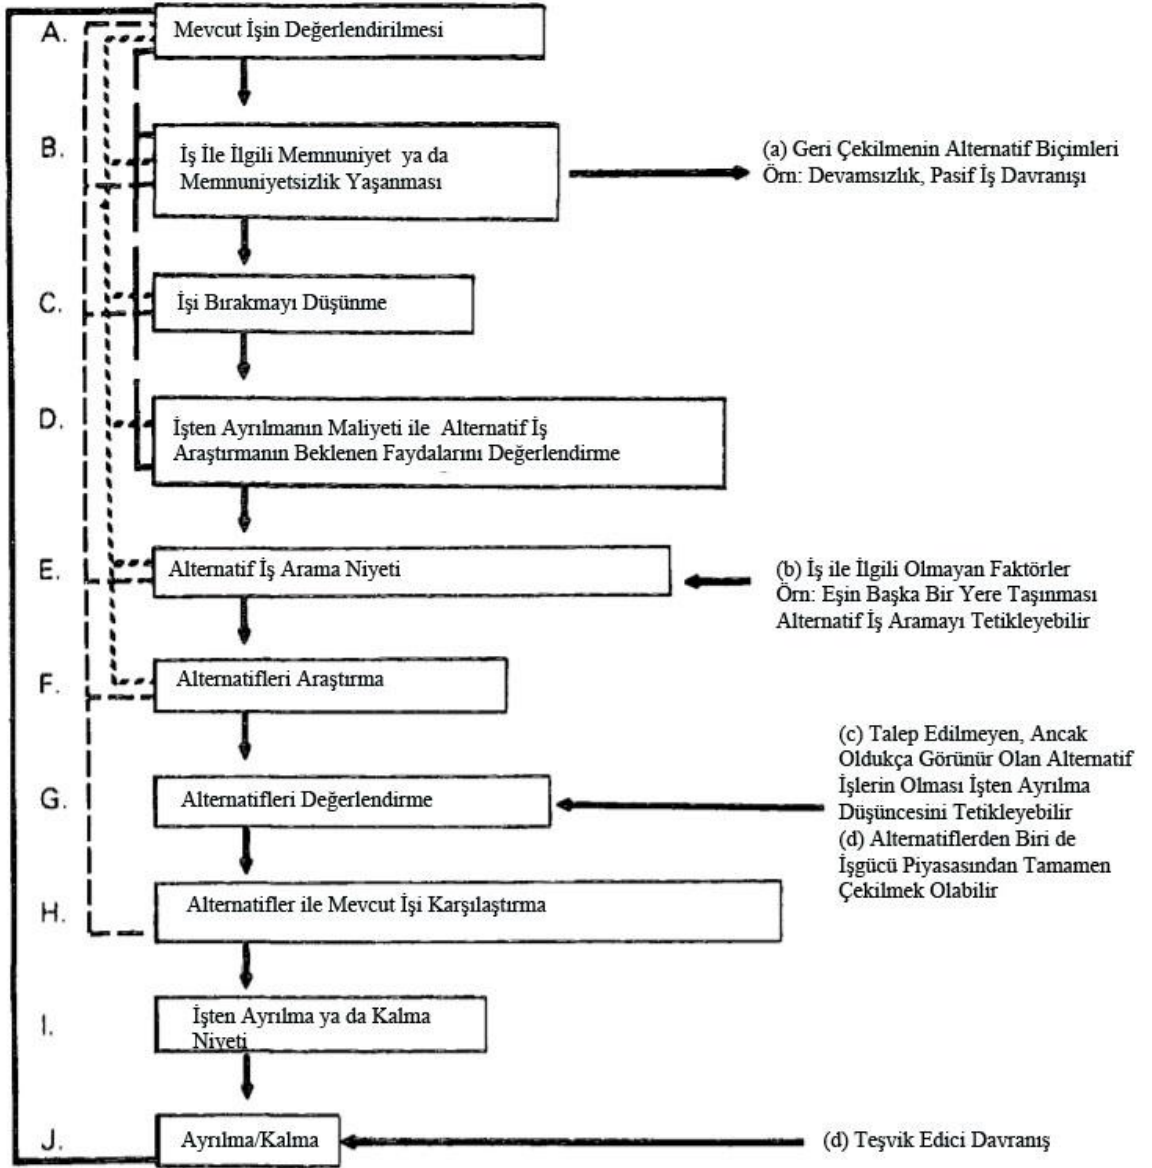 A.
Mevcut İşin Değerlendirilmesi
B.
İş İle İlgili Memnuniyet ya da
Memnuniyetsizlik Yaşanması
(a) Geri Çekilmenin Alternatif Biçimleri
Örn: Devamsızlık, Pasif İş Davranışı
C.
İşi Bırakmayı Düşünme
D.
İşten Ayrılmanın Maliyeti ile Alternatif İş
Araştırmanın Beklenen Faydalarını Değerlendirme
E.
Alternatif İş Arama Niyeti
(b) İş ile İlgili Olmayan Faktörler
Örn: Eşin Başka Bir Yere Taşınması
Alternatif İş Aramayı Tetikleyebilir
F.
Alternatifleri Araştırma
G.
Alternatifleri Değerlendirme
(c) Talep Edilmeyen, Ancak
Oldukça Görünür Olan Alternatif
İşlerin Olması İşten Ayrılma
Düşüncesini Tetikleyebilir
(d) Alternatiflerden Biri de
İşgücü Piyasasından Tamamen
Çekilmek Olabilir
H.
Alternatifler ile Mevcut İşi Karşılaştırma
I.
İşten Ayrılma ya da Kalma
Niyeti
J.
Ayrılma/Kalma
(d) Teşvik Edici Davranış